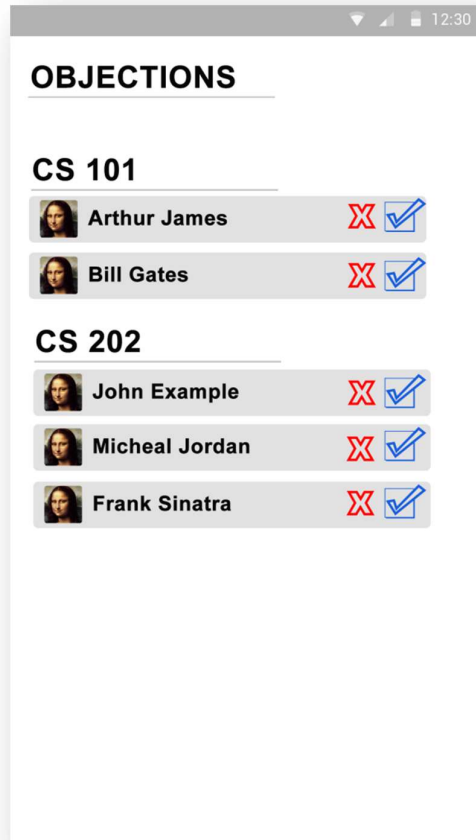 12:30
OBJECTIONS
CS 101
Arthur James
X
Bill Gates
X
CS 202
John Example
X
Micheal Jordan
X
Frank Sinatra
X